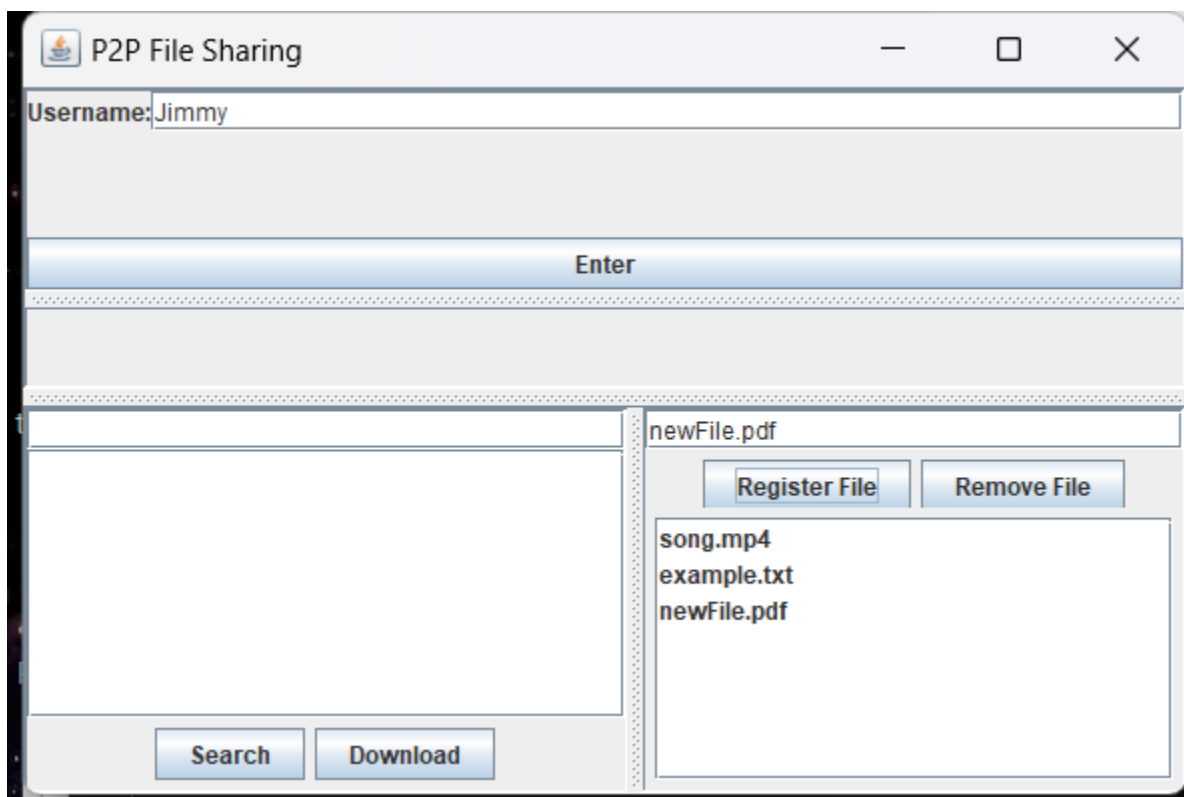 P2P File Sharing
Username: Jimmy
Enter
newFile.pdf
Register File Remove File
song.mp4
example.txt
newFile.pdf
Search Download